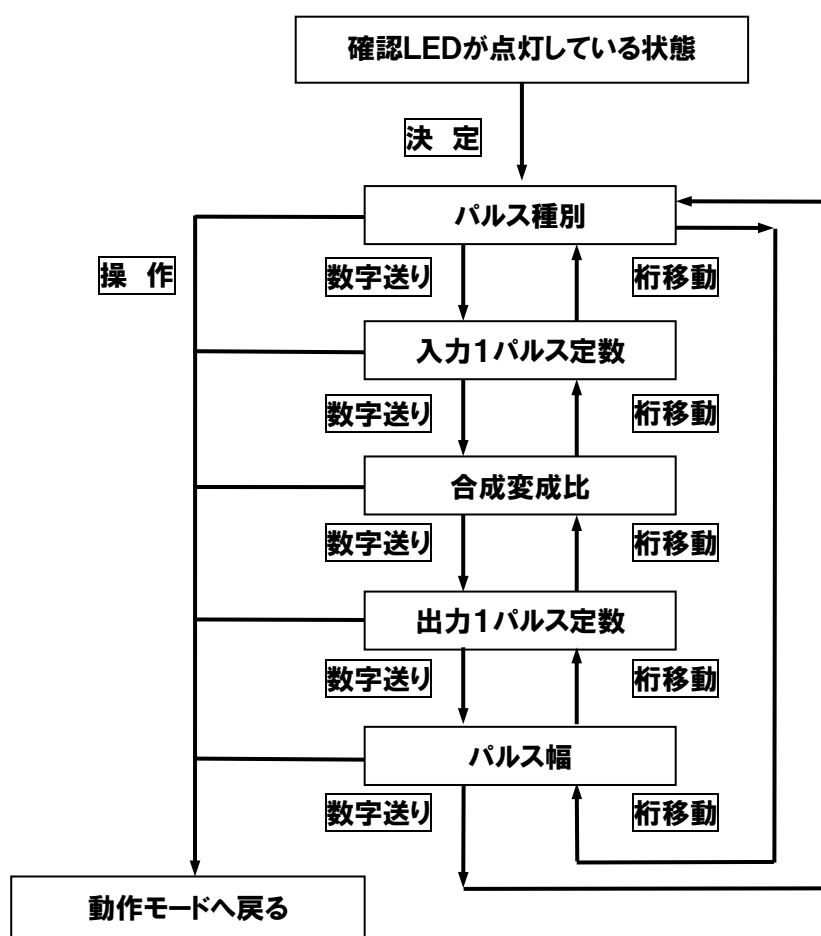 確認LEDが点灯している状態
決 定
パルス種別
操 作
数字送り 桁移動
入力1パルス定数
数字送り 桁移動
合成変成比
数字送り 桁移動
出力1パルス定数
数字送り 桁移動
パルス幅
数字送り 桁移動
動作モードへ戻る